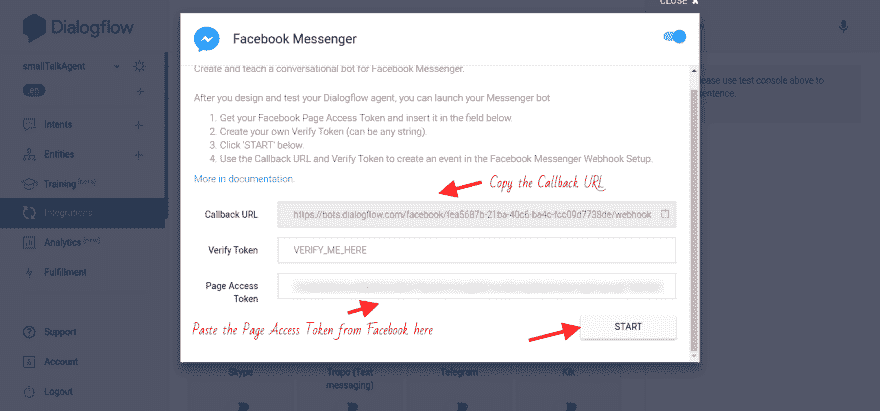 CLOSE ✖
Dialogflow
Facebook Messenger
smallTalkAgent
en
Create and teach a conversational bot for Facebook Messenger.
use test console above to
After you design and test your Dialogflow agent, you can launch your Messenger bot
1. Get your Facebook Page Access Token and insert it in the field below.
2. Create your own Verify Token (can be any string).
3. Click 'START' below.
4. Use the Callback URL and Verify Token to create an event in the Facebook Messenger Webhook Setup.
More in documentation.
Intents
Entities
Training (beta)
Integrations
Analytics (beta)
Fulfillment
Copy the Callback URL
Callback URL
https://bots.dialogflow.com/facebook/fea5687b-21ba-40c6-ba4c-fcc09d7738de/webhook
Verify Token
VERIFY_ME_HERE
Page Access
Token
Paste the Page Access Token from Facebook here
START
Support
Account
Logout
Skype
Tropo (Text
messaging)
Telegram
Kik